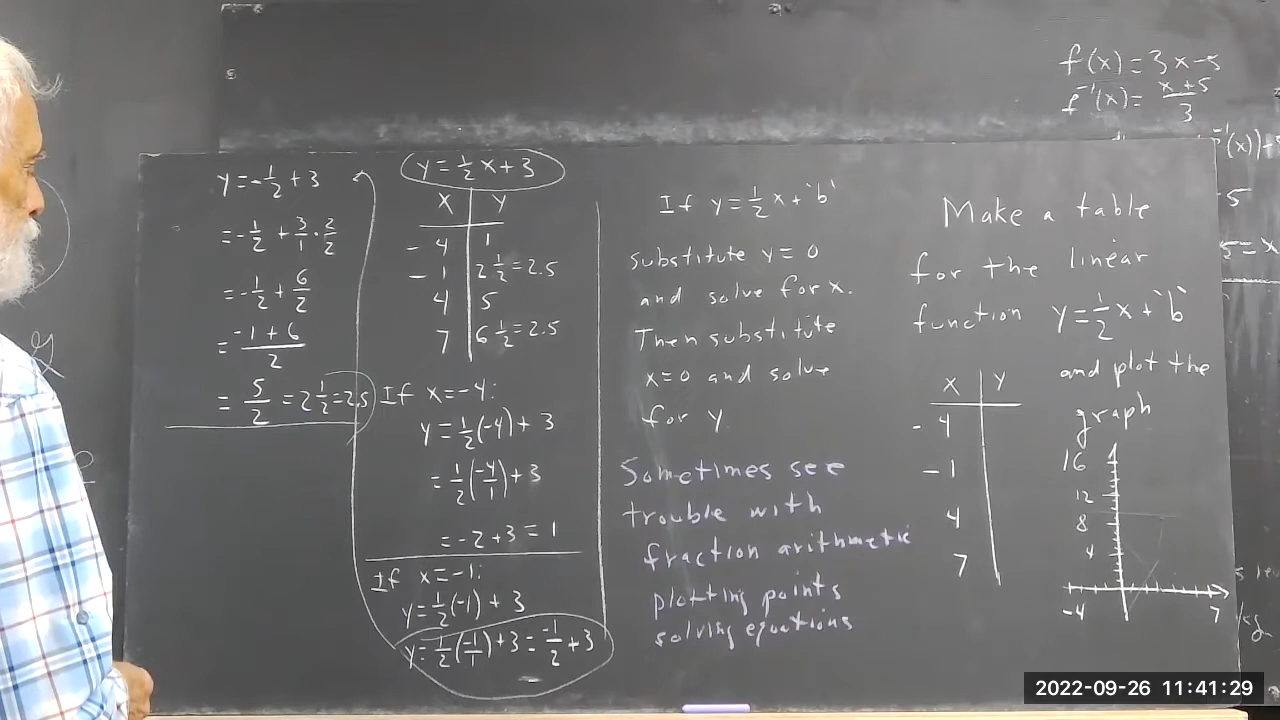 f(x) = 3x-5
f⁻¹(x) = (x+5)/3
⁻¹(x))
-5
= x
y = -1/2 + 3
= -1/2 + 3/1 · 2/2
= -1/2 + 6/2
= (-1+6)/2
= 5/2 = 2 1/2 = 2.5
y = 1/2 x + 3
x | y
-4 | 1
-1 | 2 1/2 = 2.5
4 | 5
7 | 6 1/2 = 2.5
If x = -4:
y = 1/2(-4) + 3
= 1/2(-4/1) + 3
= -2 + 3 = 1
If x = -1:
y = 1/2(-1) + 3
y = 1/2(-1/1) + 3 = -1/2 + 3
If y = 1/2 x + 'b'
substitute y = 0
and solve for x.
Then substitute
x = 0 and solve
for y
Sometimes see
trouble with
fraction arithmetic
plotting points
solving equations
Make a table
for the linear
function y = 1/2 x + 'b'
and plot the
graph
x | y
-4
-1
4
7
16
12
8
4
-4 7
2022-09-26 11:41:29